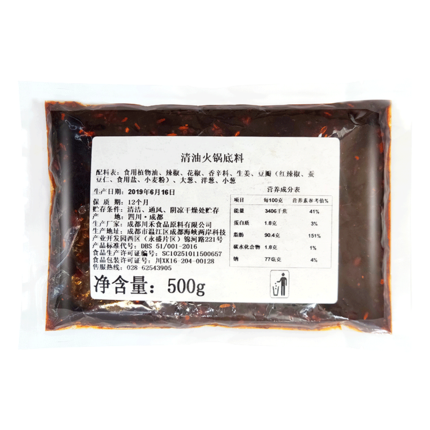 清油火锅底料
配料表：食用植物油、辣椒、花椒、香辛料、生姜、豆瓣（红辣椒、蚕
豆仁、食用盐、小麦粉）、大葱、洋葱、小葱
生产日期：2019年6月16日
保 质 期：12个月
贮存条件：清洁、通风、阴凉干燥处贮存
产 地：四川·成都
生产厂家：成都川禾食品原料有限公司
生产地址：成都市温江区成都海峡两岸科技
产业开发园西区（永盛片区）锦剑路221号
产品标准代号：DBS 51/001-2016
食品生产许可证编号：SC10251011500657
食品包装许可证号：川XK16-204-00128
售服热线：028 62543905
营养成分表
项目 每100克 营养素参考值%
能量 3406千焦 41%
蛋白质 1.8克 3%
脂肪 90.4克 151%
碳水化合物 1.8克 1%
钠 77毫克 4%
净含量：500g